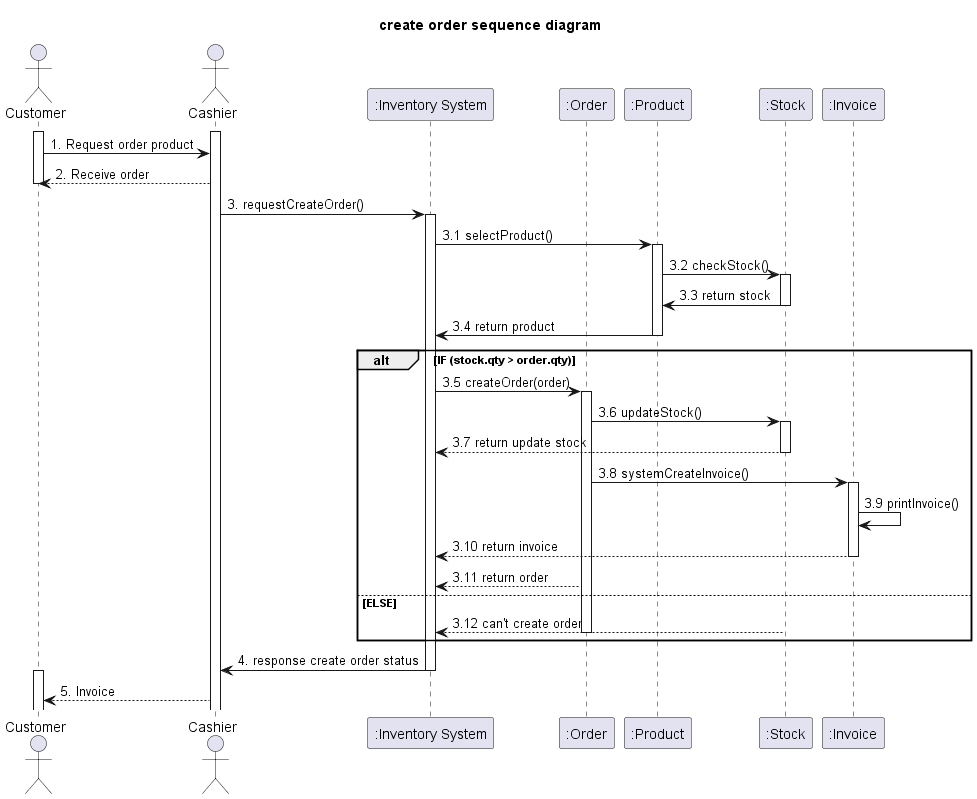 create order sequence diagram
Customer
Cashier
:Inventory System
:Order
:Product
:Stock
:Invoice
1. Request order product
2. Receive order
3. requestCreateOrder()
3.1 selectProduct()
3.2 checkStock()
3.3 return stock
3.4 return product
alt
[IF (stock.qty > order.qty)]
3.5 createOrder(order)
3.6 updateStock()
3.7 return update stock
3.8 systemCreateInvoice()
3.9 printInvoice()
3.10 return invoice
3.11 return order
[ELSE]
3.12 can't create order
4. response create order status
5. Invoice
Customer
Cashier
:Inventory System
:Order
:Product
:Stock
:Invoice